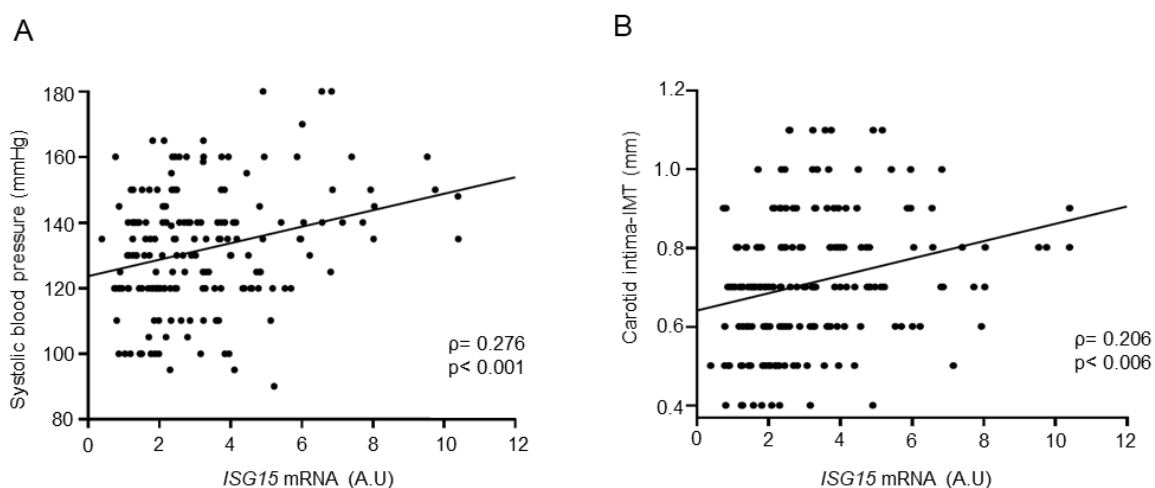 A
Systolic blood pressure (mmHg)
180
160
140
120
100
80
0 2 4 6 8 10 12
ISG15 mRNA (A.U)
ρ= 0.276
p< 0.001
B
Carotid intima-IMT (mm)
1.2
1.0
0.8
0.6
0.4
0 2 4 6 8 10 12
ISG15 mRNA (A.U)
ρ= 0.206
p< 0.006